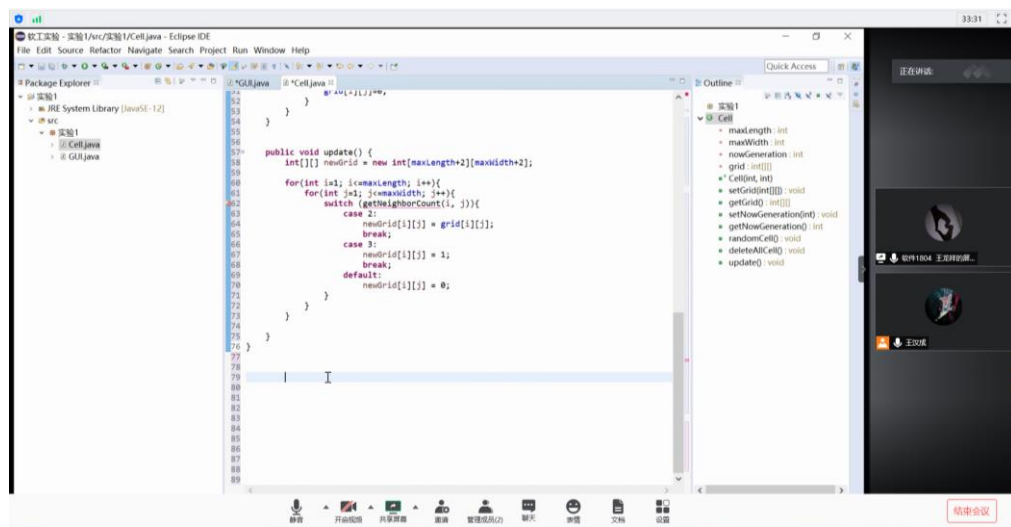 33:31
软工实验 - 实验1/src/实验1/Cell.java - Eclipse IDE
File Edit Source Refactor Navigate Search Project Run Window Help
Quick Access
正在讲话:
Package Explorer
*GUI.java
*Cell.java
Outline
实验1
JRE System Library [JavaSE-12]
src
实验1
Cell.java
GUI.java
51 grid[i][j]=0;
52 }
53 }
54 }
55
56
57 public void update() {
58 int[][] newGrid = new int[maxLength+2][maxWidth+2];
59
60 for(int i=1; i<=maxLength; i++){
61 for(int j=1; j<=maxWidth; j++){
62 switch (getNeighborCount(i, j)){
63 case 2:
64 newGrid[i][j] = grid[i][j];
65 break;
66 case 3:
67 newGrid[i][j] = 1;
68 break;
69 default:
70 newGrid[i][j] = 0;
71 }
72 }
73 }
74
75 }
76 }
77
78
79
80
81
82
83
84
85
86
87
88
89
实验1
Cell
maxLength : int
maxWidth : int
nowGeneration : int
grid : int[][]
Cell(int, int)
setGrid(int[][]) : void
getGrid() : int[][]
setNowGeneration(int) : void
getNowGeneration() : int
randomCell() : void
deleteAllCell() : void
update() : void
软件1804 王龙祥的屏...
王汉成
静音
开启视频
共享屏幕
邀请
管理成员(2)
聊天
表情
文档
设置
结束会议